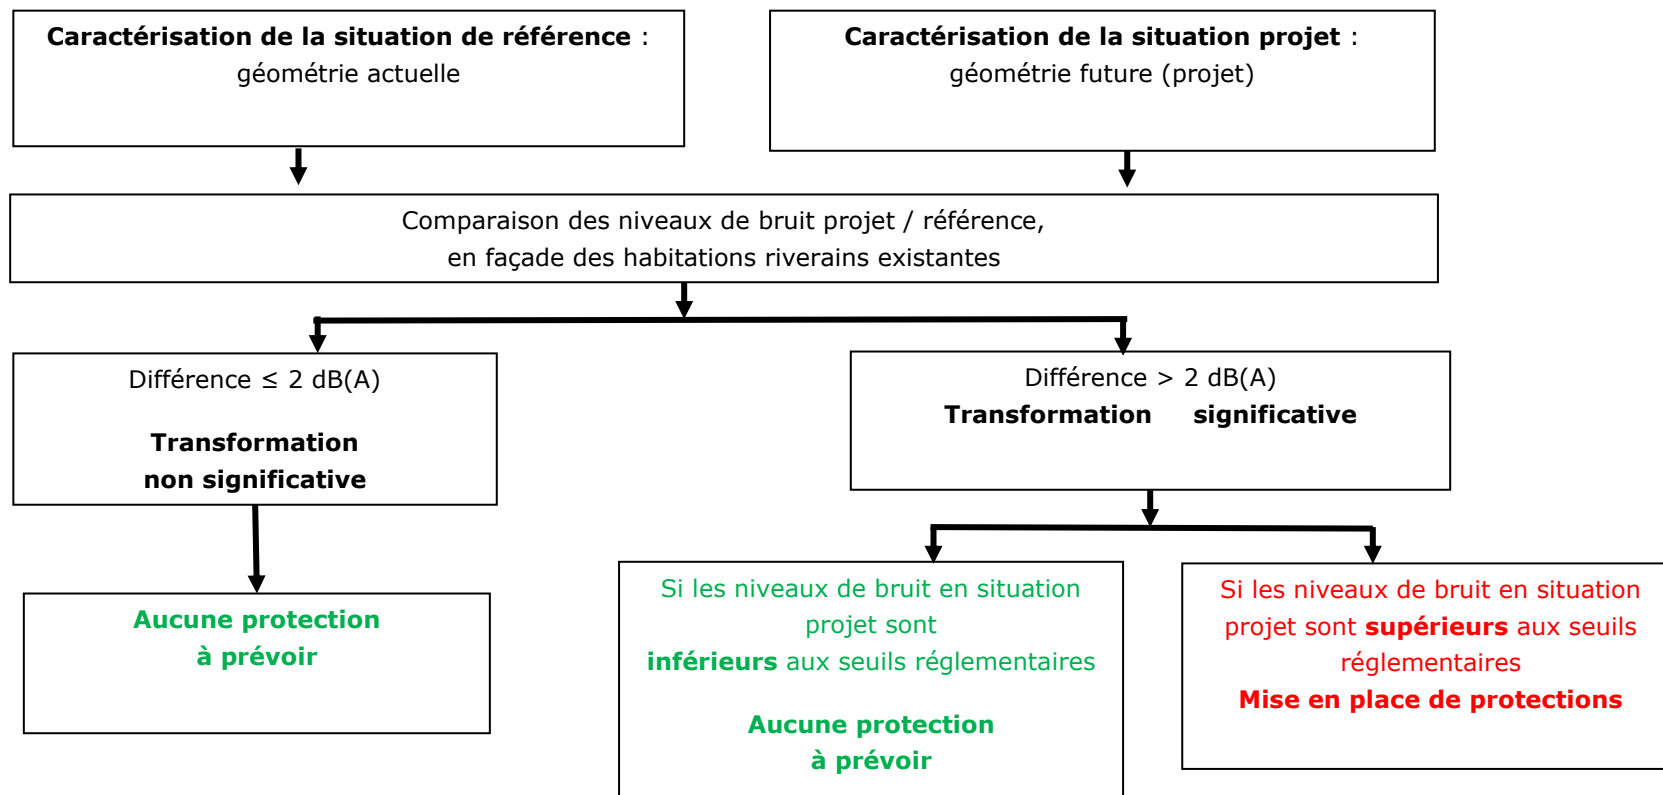 Caractérisation de la situation de référence :
géométrie actuelle
Caractérisation de la situation projet :
géométrie future (projet)
Comparaison des niveaux de bruit projet / référence,
en façade des habitations riverains existantes
Différence ≤ 2 dB(A)
Transformation
non significative
Différence > 2 dB(A)
Transformation significative
Aucune protection
à prévoir
Si les niveaux de bruit en situation
projet sont
inférieurs aux seuils réglementaires
Aucune protection
à prévoir
Si les niveaux de bruit en situation
projet sont supérieurs aux seuils
réglementaires
Mise en place de protections